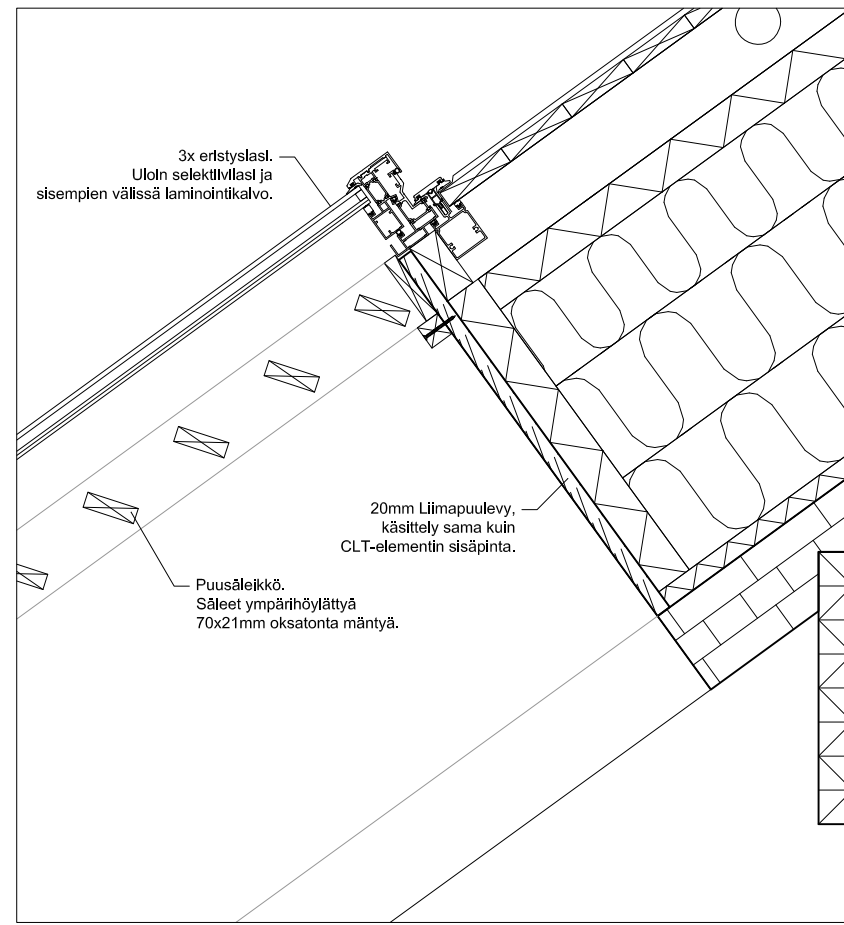 3x eristyslasi.
Uloin selektiivilasi ja
sisempien välissä laminointikalvo.
20mm Liimapuulevy,
käsittely sama kuin
CLT-elementin sisäpinta.
Puusäleikkö.
Säleet ympärihöylättyä
70x21mm oksatonta mäntyä.